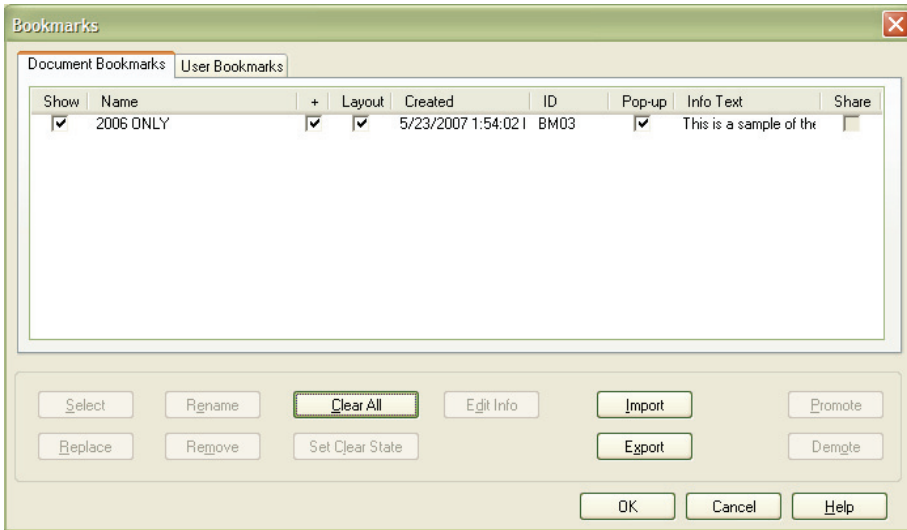 Bookmarks
Document Bookmarks User Bookmarks
Show Name + Layout Created ID Pop-up Info Text Share
2006 ONLY 5/23/2007 1:54:02 BM03 This is a sample of the
Select Rename Clear All Edit Info Import Promote
Replace Remove Set Clear State Export Demote
OK Cancel Help